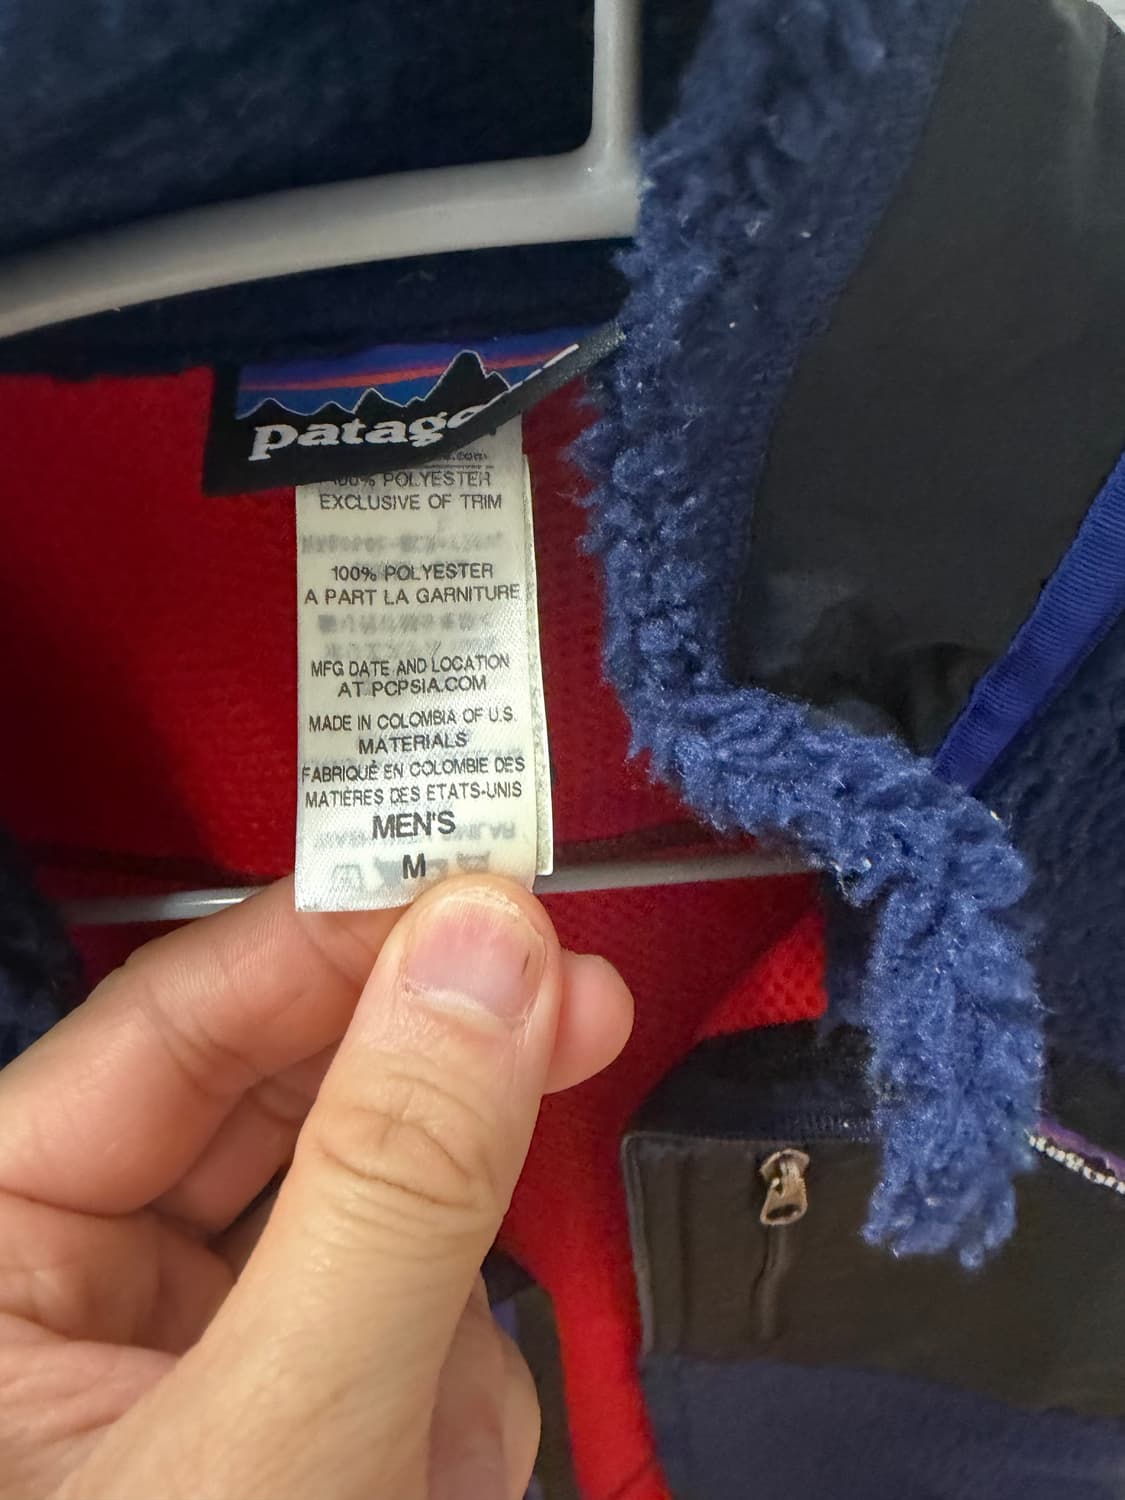 patago
100% POLYESTER
EXCLUSIVE OF TRIM
100% POLYESTER
A PART LA GARNITURE
MFG DATE AND LOCATION
AT PCPSIA.COM
MADE IN COLOMBIA OF U.S.
MATERIALS
FABRIQUÉ EN COLOMBIE DES
MATIÈRES DES ETATS-UNIS
MEN'S
M